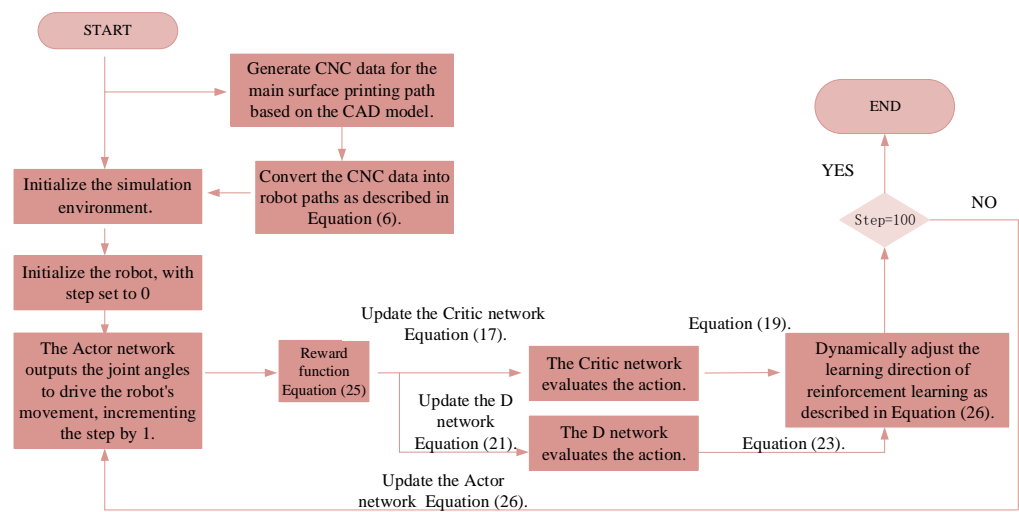 START
Generate CNC data for the
main surface printing path
based on the CAD model.
Convert the CNC data into
robot paths as described in
Equation (6).
Initialize the simulation
environment.
Initialize the robot, with
step set to 0
The Actor network
outputs the joint angles
to drive the robot's
movement, incrementing
the step by 1.
Reward
function
Equation (25)
Update the Critic network
Equation (17).
The Critic network
evaluates the action.
Update the D
network
Equation (21).
The D network
evaluates the action.
Equation (19).
Equation (23).
Dynamically adjust the
learning direction of
reinforcement learning as
described in Equation (26).
Step=100
YES
NO
END
Update the Actor
network  Equation (26).